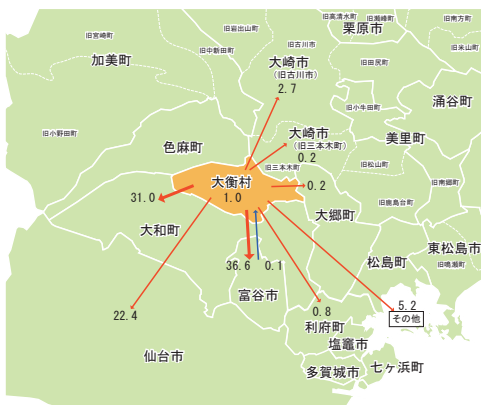 旧岩出山町
旧高清水町
旧瀬峰町
旧南方町
栗原市
旧宮崎町
旧中新田町
旧古川市
旧米山町
加美町
大崎市
(旧古川市)
2.7
旧田尻町
涌谷町
旧小牛田町
旧小野田町
色麻町
大崎市
(旧三本木町)
0.2
美里町
旧三本木町
旧松山町
大衡村
1.0
0.2
旧南郷町
31.0
旧鹿島台町
大郷町
大和町
東松島市
松島町
旧鳴瀬町
36.6
0.1
富谷市
22.4
0.8
5.2
その他
利府町
塩竈市
仙台市
多賀城市
七ヶ浜町